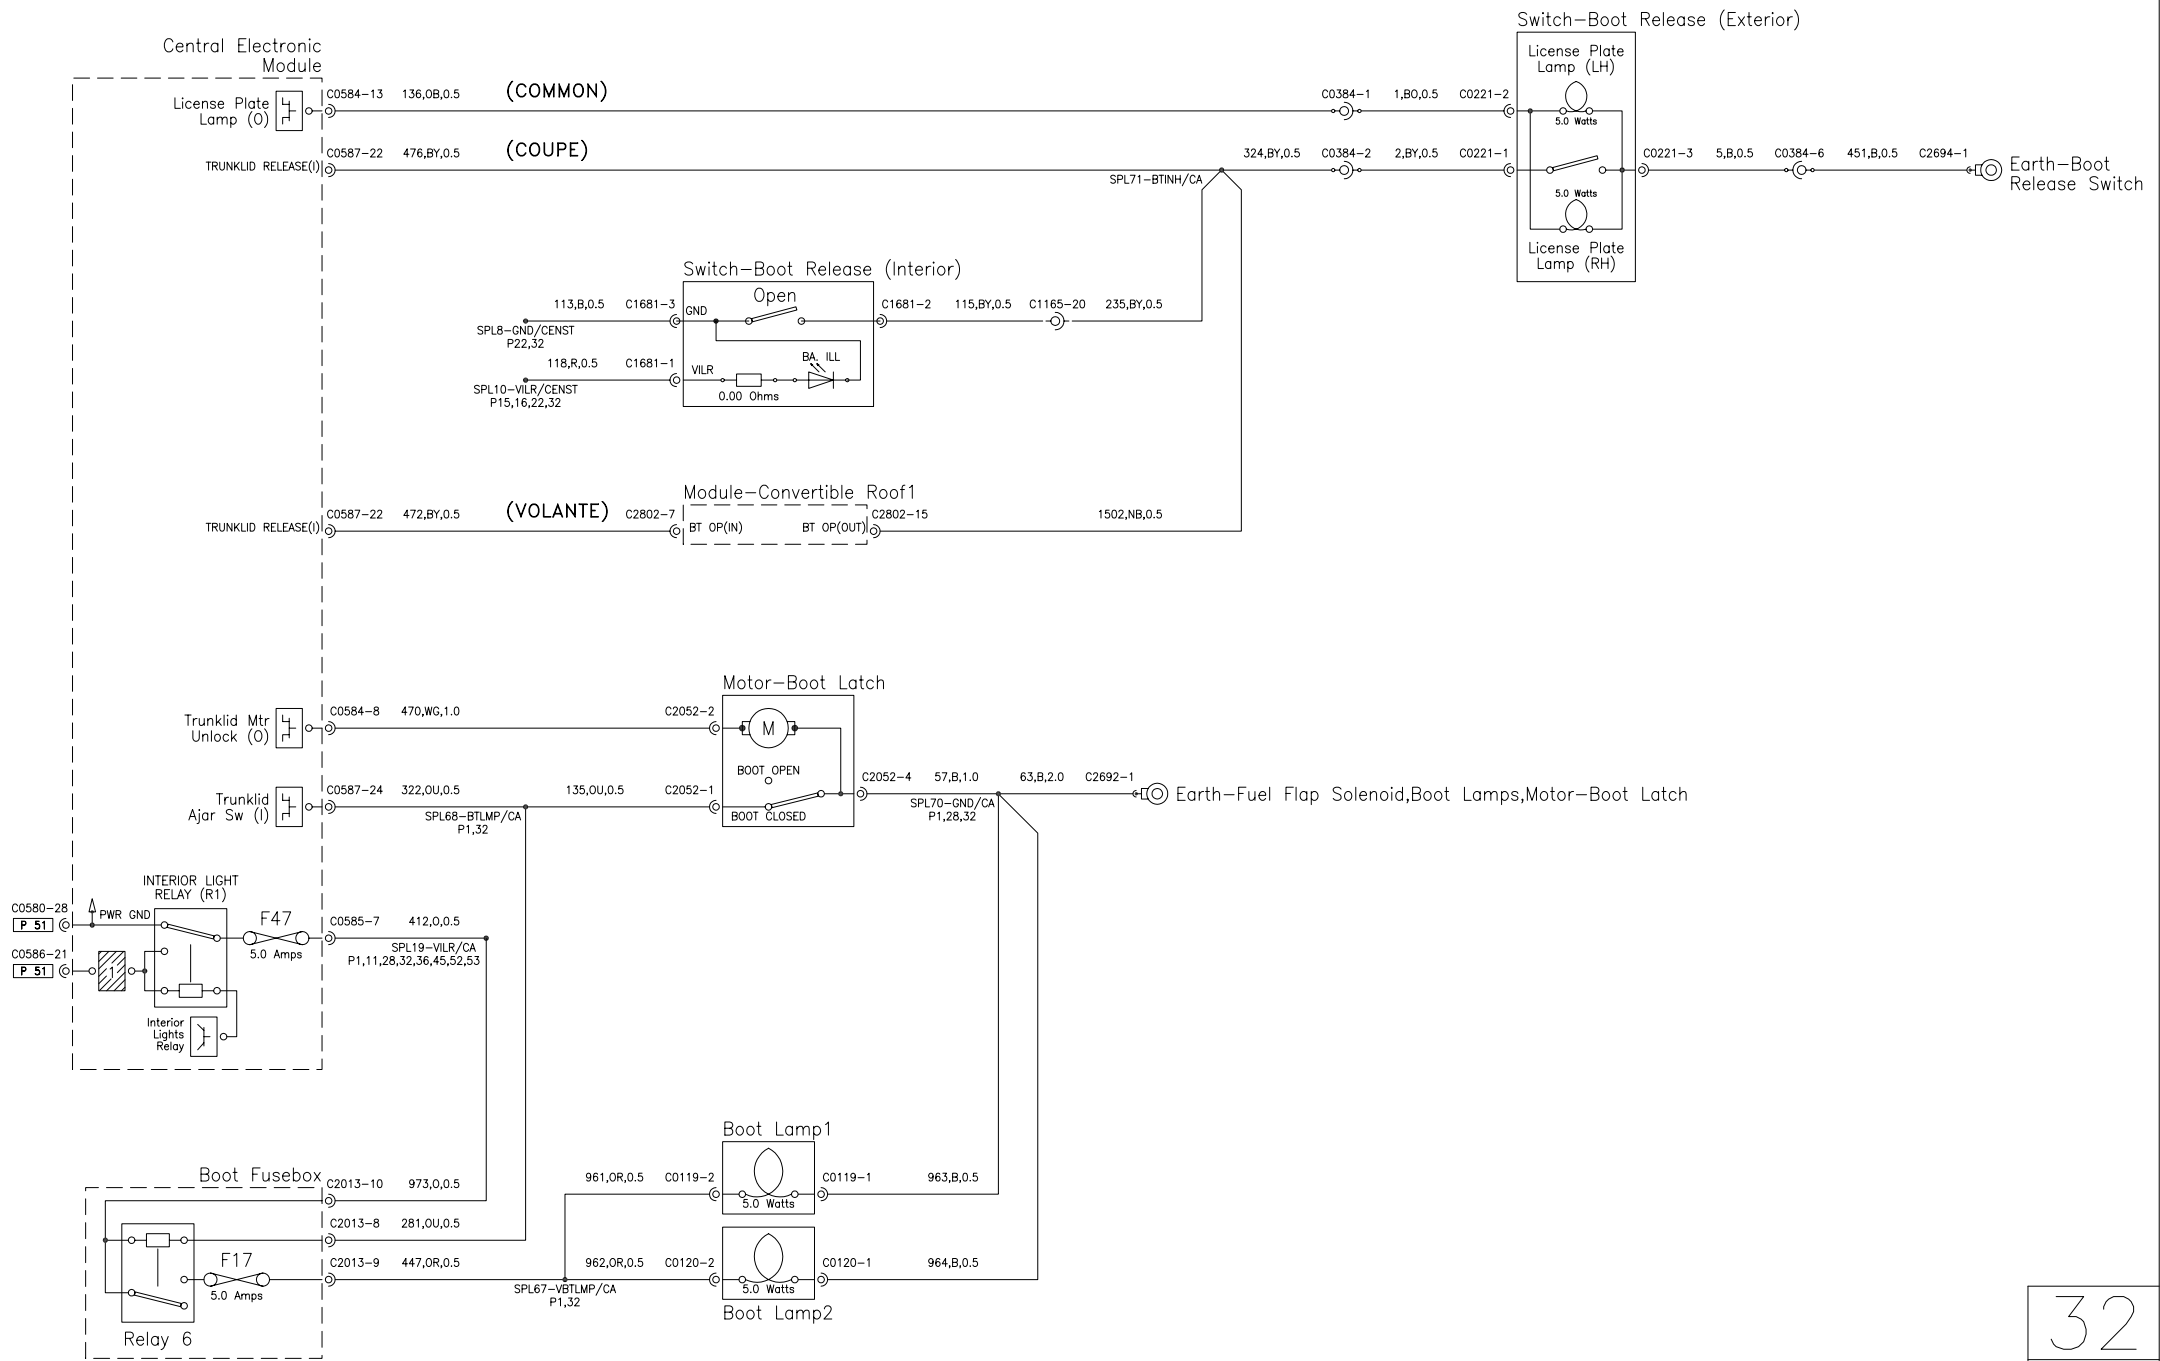 Switch-Boot Release (Exterior)
Central Electronic
Module
License Plate
Lamp (LH)
5.0 Watts
License Plate
Lamp (O)
C0584-13 136,OB,0.5 (COMMON) C0384-1 1,BO,0.5 C0221-2
TRUNKLID RELEASE(I) C0587-22 476,BY,0.5 (COUPE) SPL71-BTINH/CA 324,BY,0.5 C0384-2 2,BY,0.5 C0221-1
C0221-3 5,B,0.5 C0384-6 451,B,0.5 C2694-1
Earth-Boot
Release Switch
5.0 Watts
License Plate
Lamp (RH)
Switch-Boot Release (Interior)
Open
113,B,0.5 C1681-3 GND C1681-2 115,BY,0.5 C1165-20 235,BY,0.5
SPL8-GND/CENST
P22,32
118,R,0.5 C1681-1 VILR BA. ILL
SPL10-VILR/CENST
P15,16,22,32
0.00 Ohms
Module-Convertible Roof1
TRUNKLID RELEASE(I) C0587-22 472,BY,0.5 (VOLANTE) C2802-7 BT OP(IN) BT OP(OUT) C2802-15 1502,NB,0.5
Motor-Boot Latch
Trunklid Mtr
Unlock (O)
C0584-8 470,WG,1.0 C2052-2 M
BOOT OPEN
Trunklid
Ajar Sw (I)
C0587-24 322,OU,0.5 135,OU,0.5 C2052-1
SPL68-BTLMP/CA
P1,32
BOOT CLOSED
C2052-4 57,B,1.0 63,B,2.0 C2692-1
SPL70-GND/CA
P1,28,32
Earth-Fuel Flap Solenoid,Boot Lamps,Motor-Boot Latch
INTERIOR LIGHT
RELAY (R1)
C0580-28
P 51
PWR GND
F47
5.0 Amps
C0585-7 412,O,0.5
SPL19-VILR/CA
P1,11,28,32,36,45,52,53
C0586-21
P 51
1
Interior
Lights
Relay
Boot Lamp1
961,OR,0.5 C0119-2 5.0 Watts C0119-1 963,B,0.5
Boot Fusebox
C2013-10 973,O,0.5
C2013-8 281,OU,0.5
F17
5.0 Amps
C2013-9 447,OR,0.5 962,OR,0.5 C0120-2 5.0 Watts C0120-1 964,B,0.5
SPL67-VBTLMP/CA
P1,32
Boot Lamp2
Relay 6
32